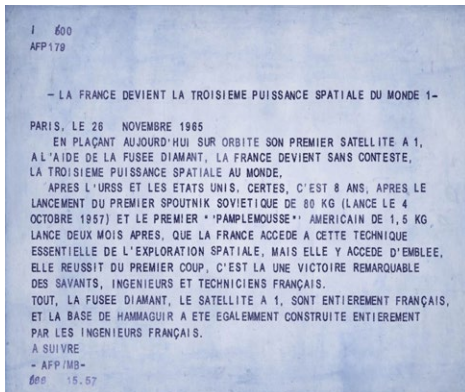 I 600
AFP179
- LA FRANCE DEVIENT LA TROISIEME PUISSANCE SPATIALE DU MONDE 1-
PARIS, LE 26 NOVEMBRE 1965
EN PLAÇANT AUJOURD'HUI SUR ORBITE SON PREMIER SATELLITE A 1,
A L'AIDE DE LA FUSEE DIAMANT, LA FRANCE DEVIENT SANS CONTESTE,
LA TROISIEME PUISSANCE SPATIALE AU MONDE,
APRES L'URSS ET LES ETATS UNIS. CERTES, C'EST 8 ANS, APRES LE
LANCEMENT DU PREMIER SPOUTNIK SOVIETIQUE DE 80 KG (LANCE LE 4
OCTOBRE 1957) ET LE PREMIER ''PAMPLEMOUSSE'' AMERICAIN DE 1,5 KG
LANCE DEUX MOIS APRES, QUE LA FRANCE ACCEDE A CETTE TECHNIQUE
ESSENTIELLE DE L'EXPLORATION SPATIALE, MAIS ELLE Y ACCEDE D'EMBLEE,
ELLE REUSSIT DU PREMIER COUP, C'EST LA UNE VICTOIRE REMARQUABLE
DES SAVANTS, INGENIEURS ET TECHNICIENS FRANÇAIS.
TOUT, LA FUSEE DIAMANT, LE SATELLITE A 1, SONT ENTIEREMENT FRANÇAIS,
ET LA BASE DE HAMMAGUIR A ETE EGALEMMENT CONSTRUITE ENTIEREMENT
PAR LES INGENIEURS FRANÇAIS.
A SUIVRE
- AFP/MB-
606 15.57